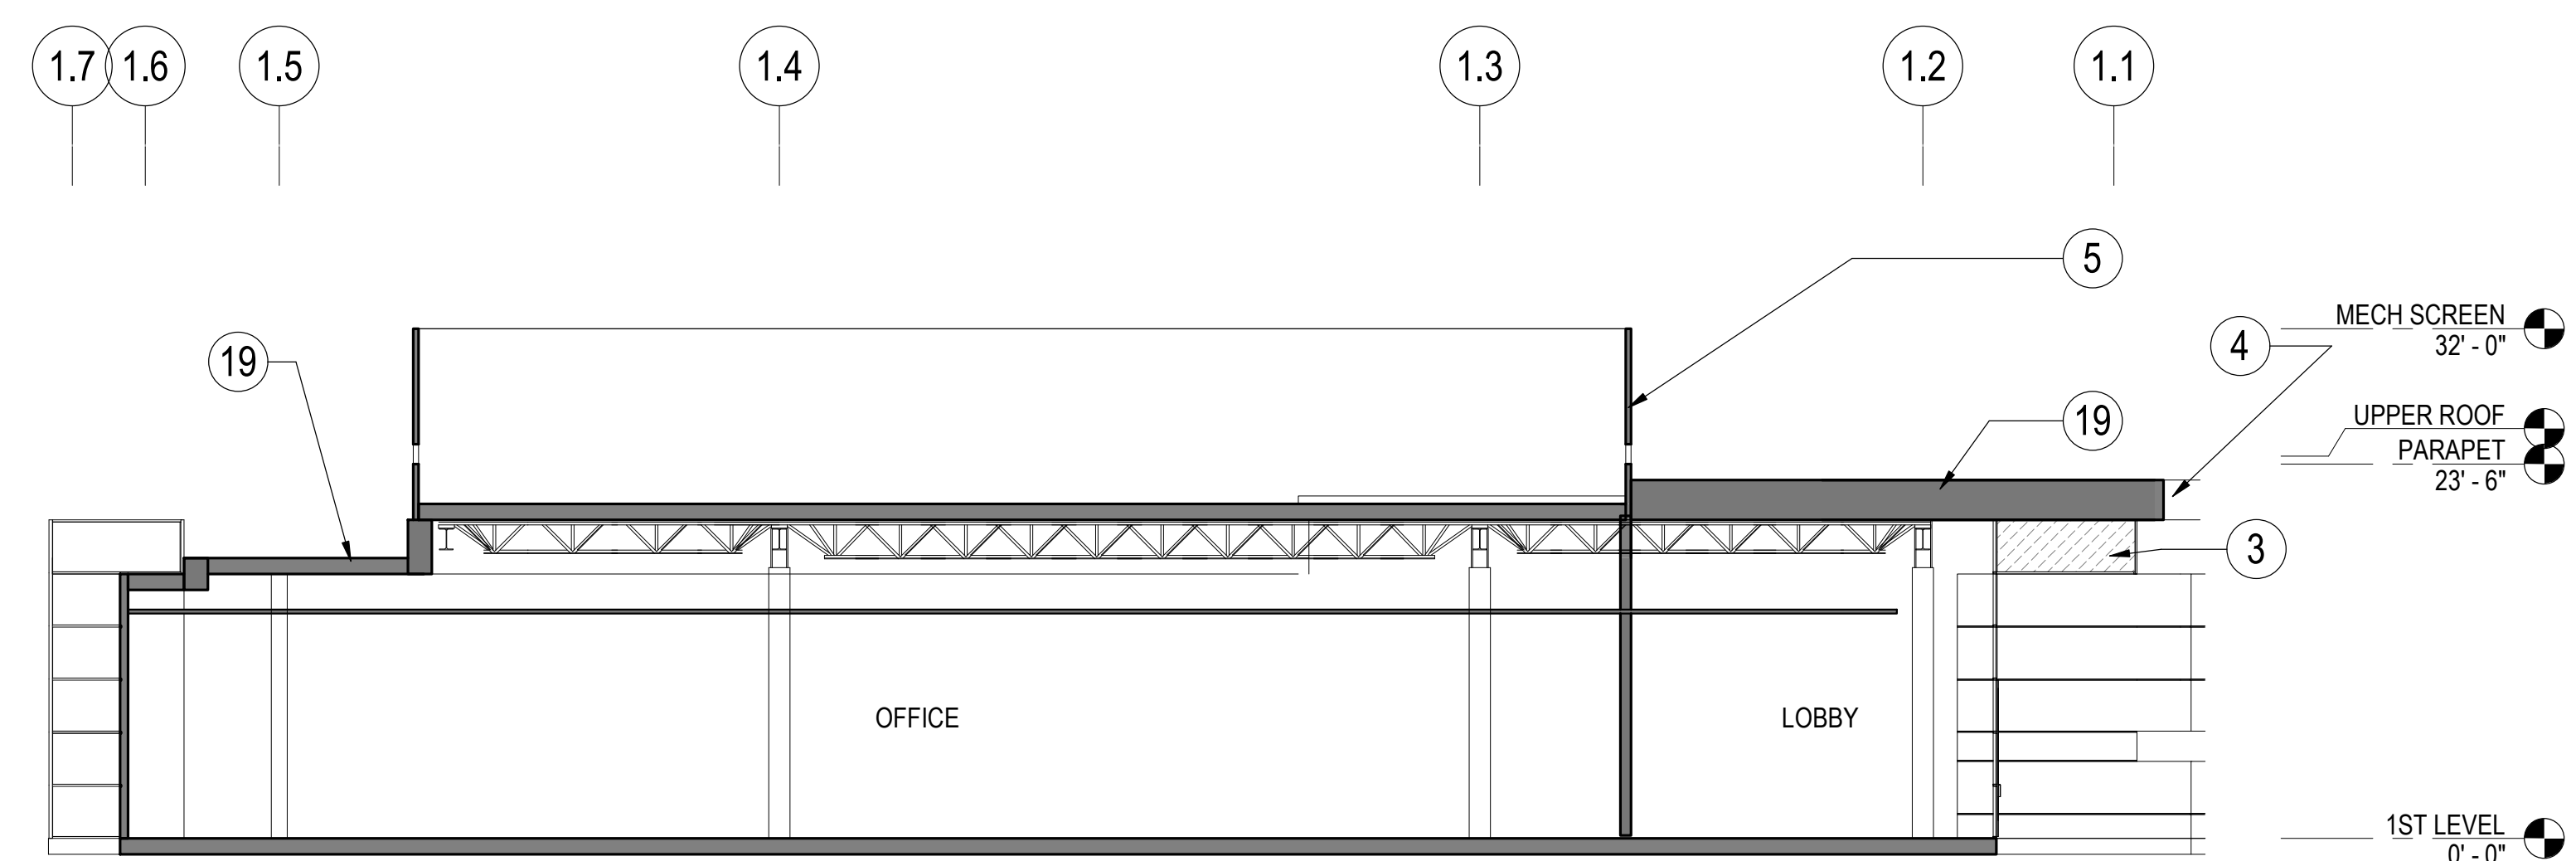 1.7
1.6
1.5
1.4
1.3
1.2
1.1
5
MECH SCREEN
32' - 0"
4
19
UPPER ROOF
19
PARAPET
23' - 6"
3
OFFICE
LOBBY
1ST LEVEL
0' - 0"